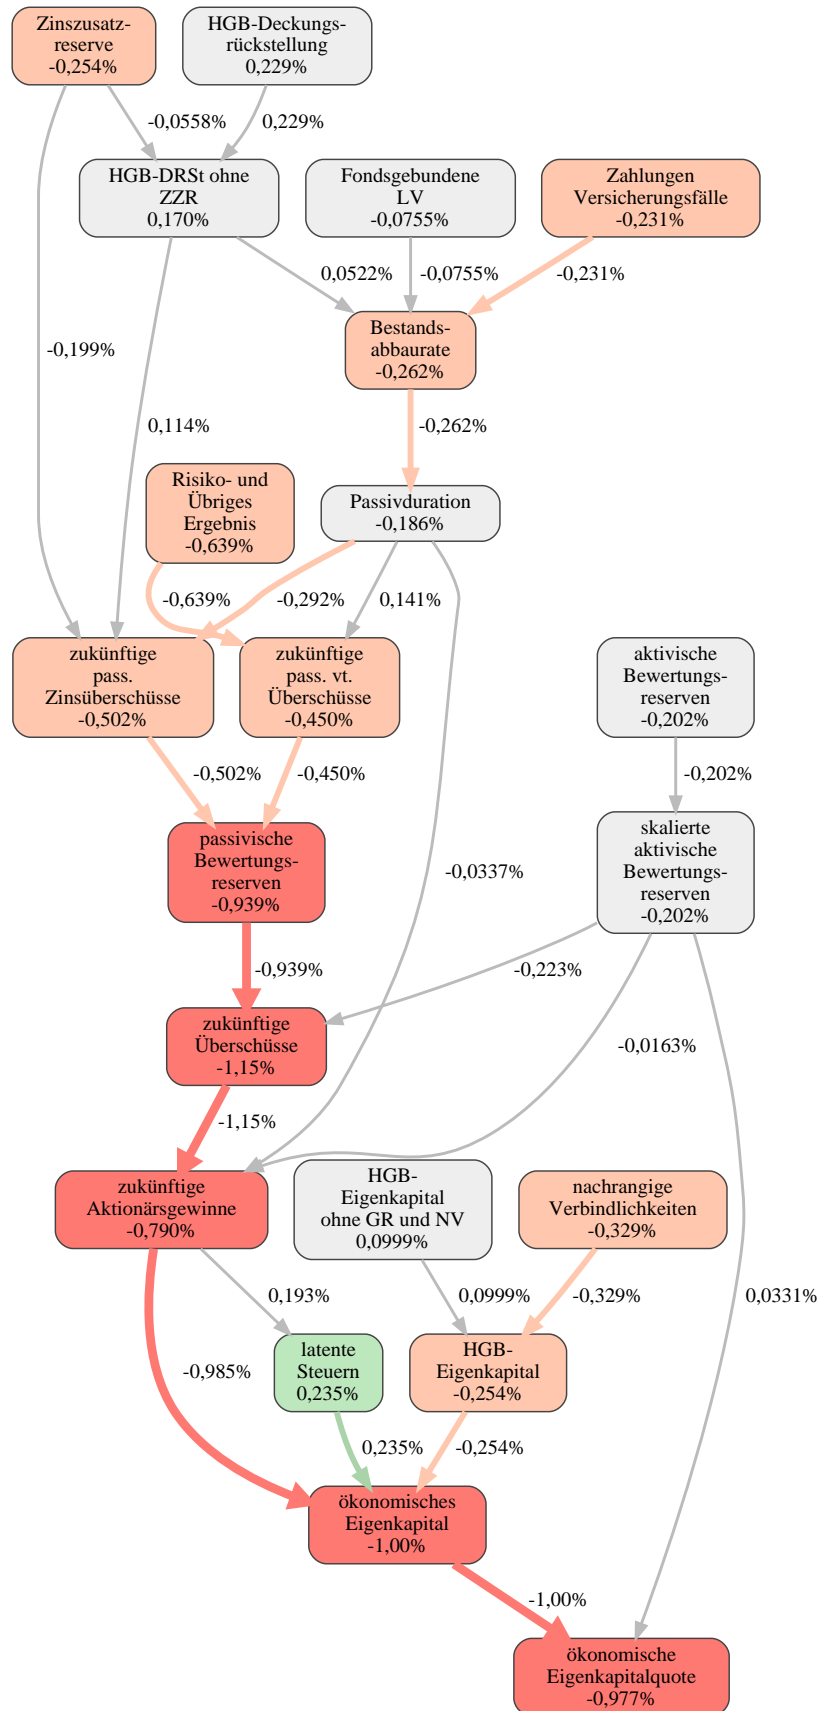 Zinszusatz-
reserve
-0,254%
HGB-Deckungs-
rückstellung
0,229%
-0,0558%
0,229%
HGB-DRSt ohne
ZZR
0,170%
Fondsgebundene
LV
-0,0755%
Zahlungen
Versicherungsfälle
-0,231%
0,0522%
-0,0755%
-0,231%
-0,199%
Bestands-
abbaurate
-0,262%
0,114%
-0,262%
Risiko- und
Übriges
Ergebnis
-0,639%
Passivduration
-0,186%
-0,639%
-0,292%
0,141%
zukünftige
pass.
Zinsüberschüsse
-0,502%
zukünftige
pass. vt.
Überschüsse
-0,450%
aktivische
Bewertungs-
reserven
-0,202%
-0,502%
-0,450%
-0,202%
passivische
Bewertungs-
reserven
-0,939%
-0,0337%
skalierte
aktivische
Bewertungs-
reserven
-0,202%
-0,939%
-0,223%
zukünftige
Überschüsse
-1,15%
-0,0163%
-1,15%
zukünftige
Aktionärsgewinne
-0,790%
HGB-
Eigenkapital
ohne GR und NV
0,0999%
nachrangige
Verbindlichkeiten
-0,329%
0,193%
0,0999%
-0,329%
0,0331%
-0,985%
latente
Steuern
0,235%
HGB-
Eigenkapital
-0,254%
0,235%
-0,254%
ökonomisches
Eigenkapital
-1,00%
-1,00%
ökonomische
Eigenkapitalquote
-0,977%